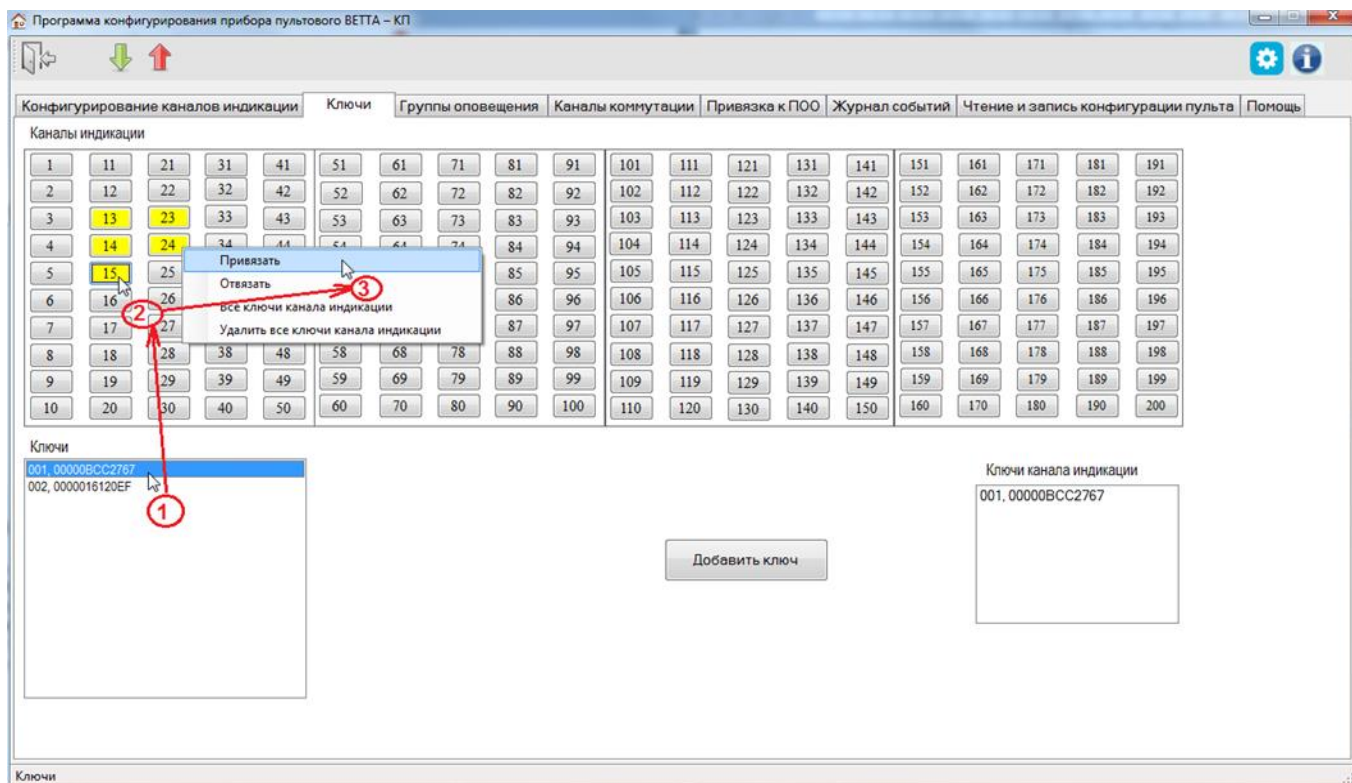 Программа конфигурирования прибора пультового ВЕТТА – КП
Конфигурирование каналов индикации Ключи Группы оповещения Каналы коммутации Привязка к ПОО Журнал событий Чтение и запись конфигурации пульта Помощь
Каналы индикации
1 11 21 31 41 51 61 71 81 91 101 111 121 131 141 151 161 171 181 191
2 12 22 32 42 52 62 72 82 92 102 112 122 132 142 152 162 172 182 192
3 13 23 33 43 53 63 73 83 93 103 113 123 133 143 153 163 173 183 193
4 14 24 34 44 54 64 74 84 94 104 114 124 134 144 154 164 174 184 194
Привязать
5 15 25 85 95 105 115 125 135 145 155 165 175 185 195
Отвязать
3
6 16 26 86 96 106 116 126 136 146 156 166 176 186 196
2
Все ключи канала индикации
7 17 27 87 97 107 117 127 137 147 157 167 177 187 197
Удалить все ключи канала индикации
8 18 28 38 48 58 68 78 88 98 108 118 128 138 148 158 168 178 188 198
9 19 29 39 49 59 69 79 89 99 109 119 129 139 149 159 169 179 189 199
10 20 30 40 50 60 70 80 90 100 110 120 130 140 150 160 170 180 190 200
Ключи
001, 00000BCC2767
002, 0000016120EF
1
Добавить ключ
Ключи канала индикации
001, 00000BCC2767
Ключи